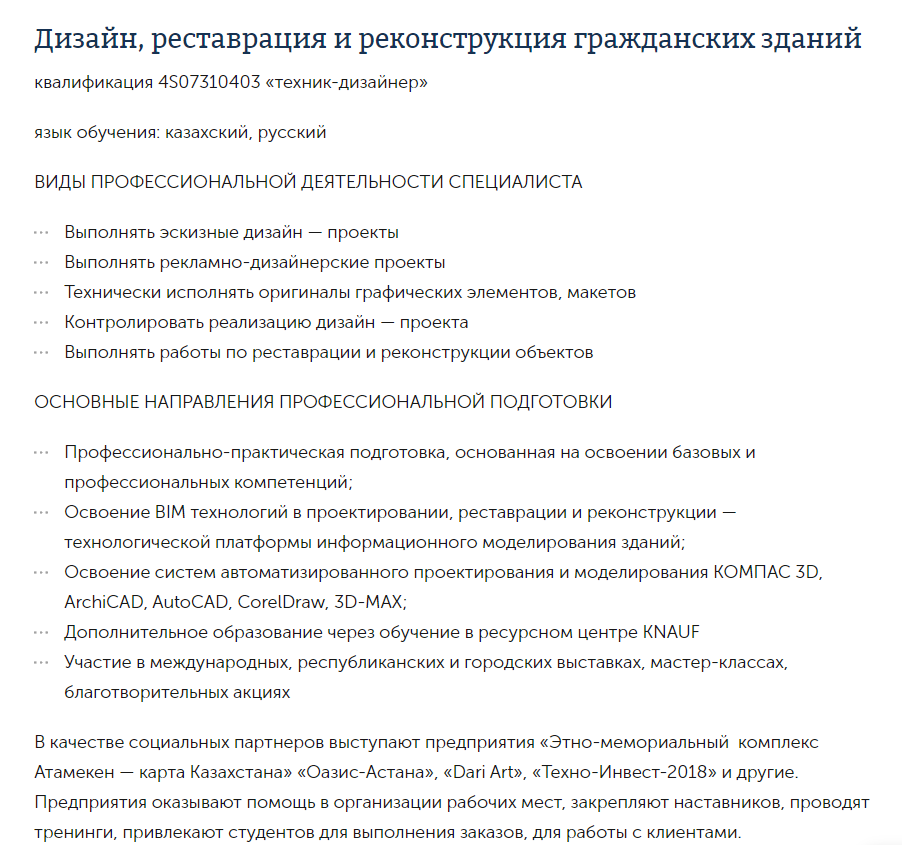 Дизайн, реставрация и реконструкция гражданских зданий
квалификация 4S07310403 «техник-дизайнер»
язык обучения: казахский, русский
ВИДЫ ПРОФЕССИОНАЛЬНОЙ ДЕЯТЕЛЬНОСТИ СПЕЦИАЛИСТА
Выполнять эскизные дизайн — проекты
Выполнять рекламно-дизайнерские проекты
Технически исполнять оригиналы графических элементов, макетов
Контролировать реализацию дизайн — проекта
Выполнять работы по реставрации и реконструкции объектов
ОСНОВНЫЕ НАПРАВЛЕНИЯ ПРОФЕССИОНАЛЬНОЙ ПОДГОТОВКИ
Профессионально-практическая подготовка, основанная на освоении базовых и
профессиональных компетенций;
Освоение BIM технологий в проектировании, реставрации и реконструкции —
технологической платформы информационного моделирования зданий;
Освоение систем автоматизированного проектирования и моделирования КОМПАС 3D,
ArchiCAD, AutoCAD, CorelDraw, 3D-MAX;
Дополнительное образование через обучение в ресурсном центре KNAUF
Участие в международных, республиканских и городских выставках, мастер-классах,
благотворительных акциях
В качестве социальных партнеров выступают предприятия «Этно-мемориальный комплекс
Атамекен — карта Казахстана» «Оазис-Астана», «Dari Art», «Техно-Инвест-2018» и другие.
Предприятия оказывают помощь в организации рабочих мест, закрепляют наставников, проводят
тренинги, привлекают студентов для выполнения заказов, для работы с клиентами.